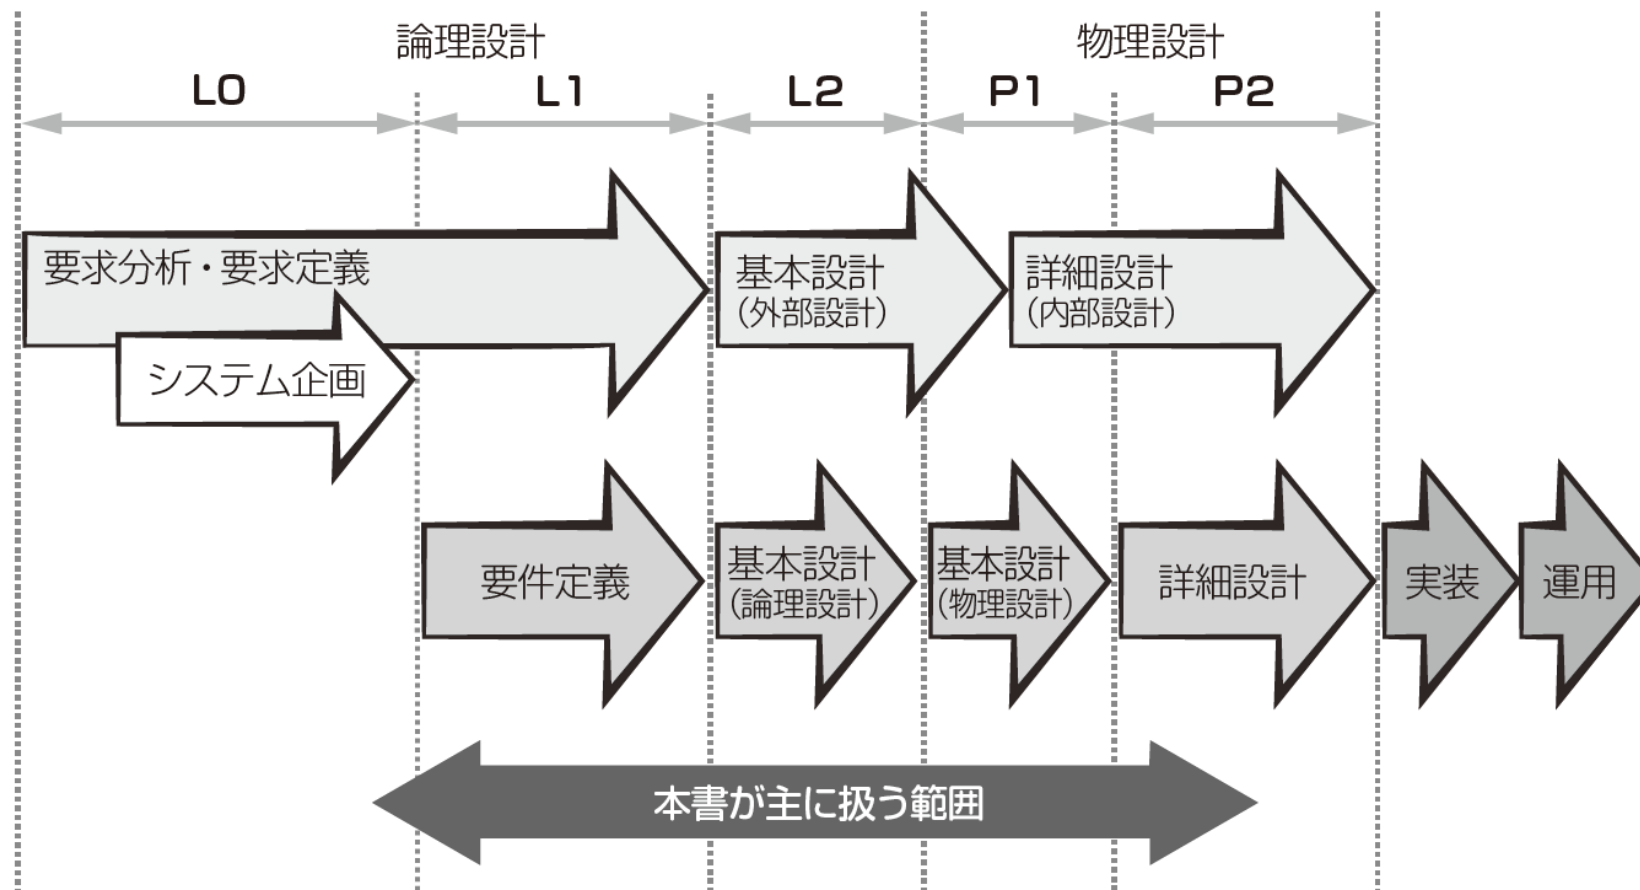 論理設計
物理設計
L0
L1
L2
P1
P2
要求分析・要求定義
基本設計
(外部設計)
詳細設計
(内部設計)
システム企画
要件定義
基本設計
(論理設計)
基本設計
(物理設計)
詳細設計
実装
運用
本書が主に扱う範囲